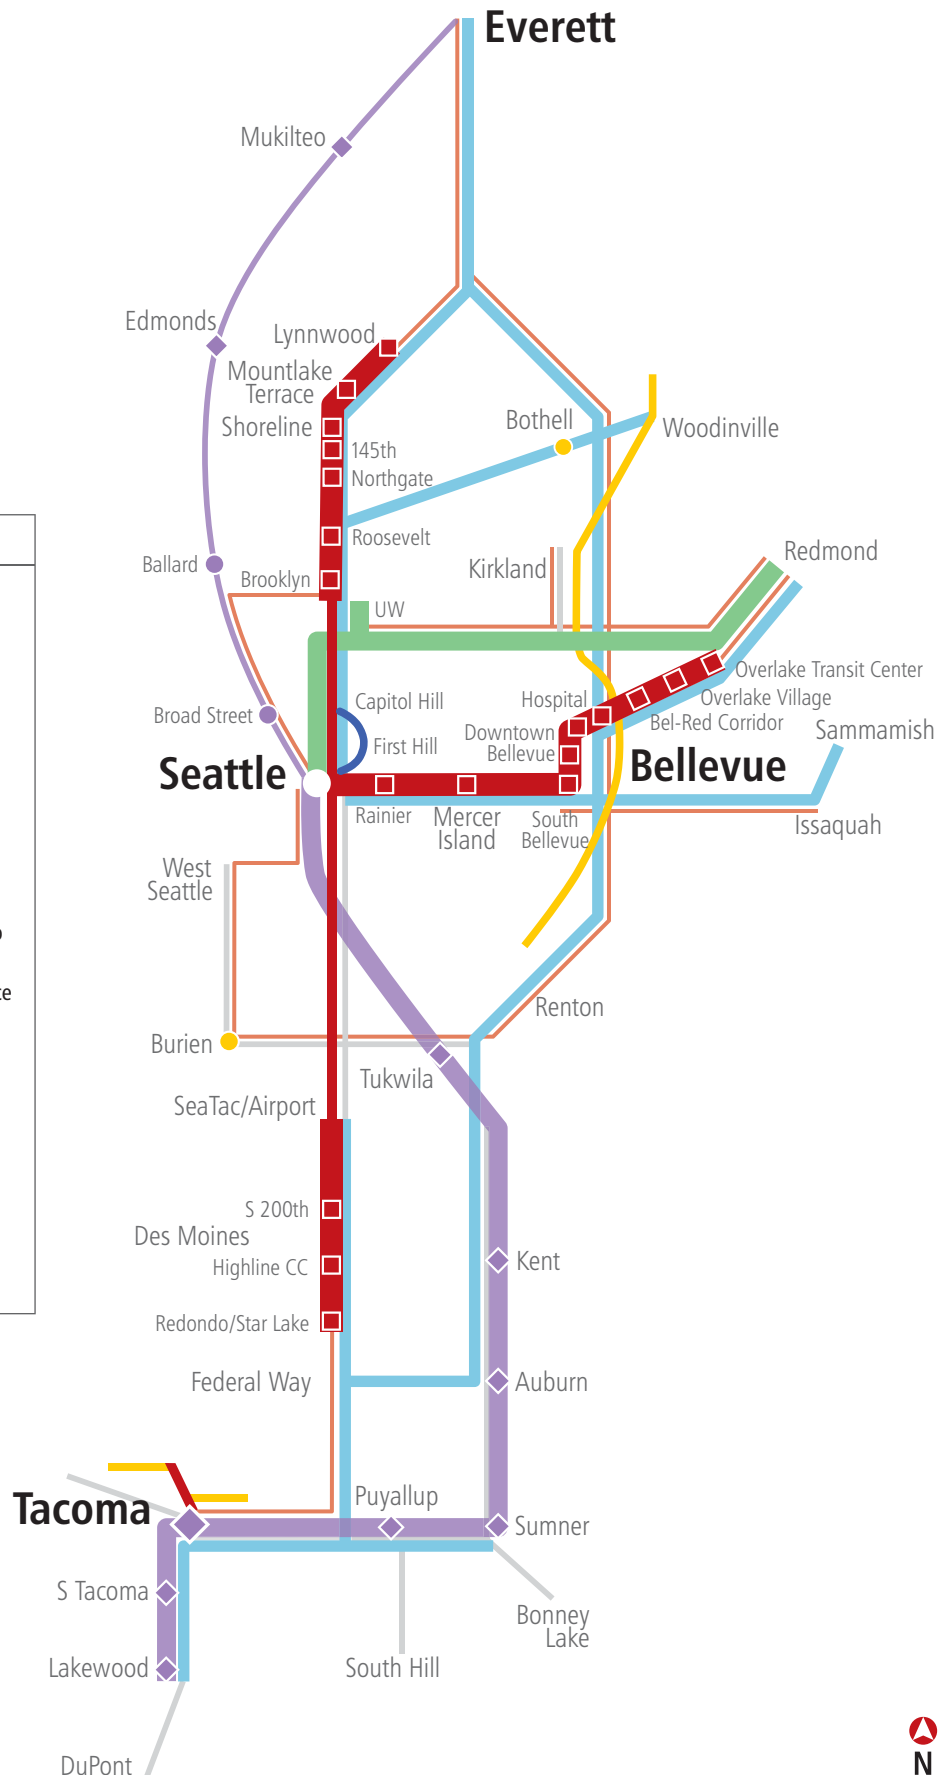 Everett
Mukilteo
Edmonds
Lynnwood
Mountlake
Terrace
Shoreline
145th
Northgate
Bothell
Woodinville
Roosevelt
Ballard
Brooklyn
Kirkland
Redmond
UW
Overlake Transit Center
Overlake Village
Bel-Red Corridor
Hospital
Capitol Hill
Broad Street
First Hill
Downtown
Bellevue
Sammamish
Seattle
Bellevue
Rainier
Mercer
Island
South
Bellevue
Issaquah
West
Seattle
Renton
Burien
Tukwila
SeaTac/Airport
S 200th
Des Moines
Highline CC
Kent
Redondo/Star Lake
Federal Way
Auburn
Tacoma
Puyallup
Sumner
S Tacoma
Bonney
Lake
Lakewood
South Hill
DuPont
N